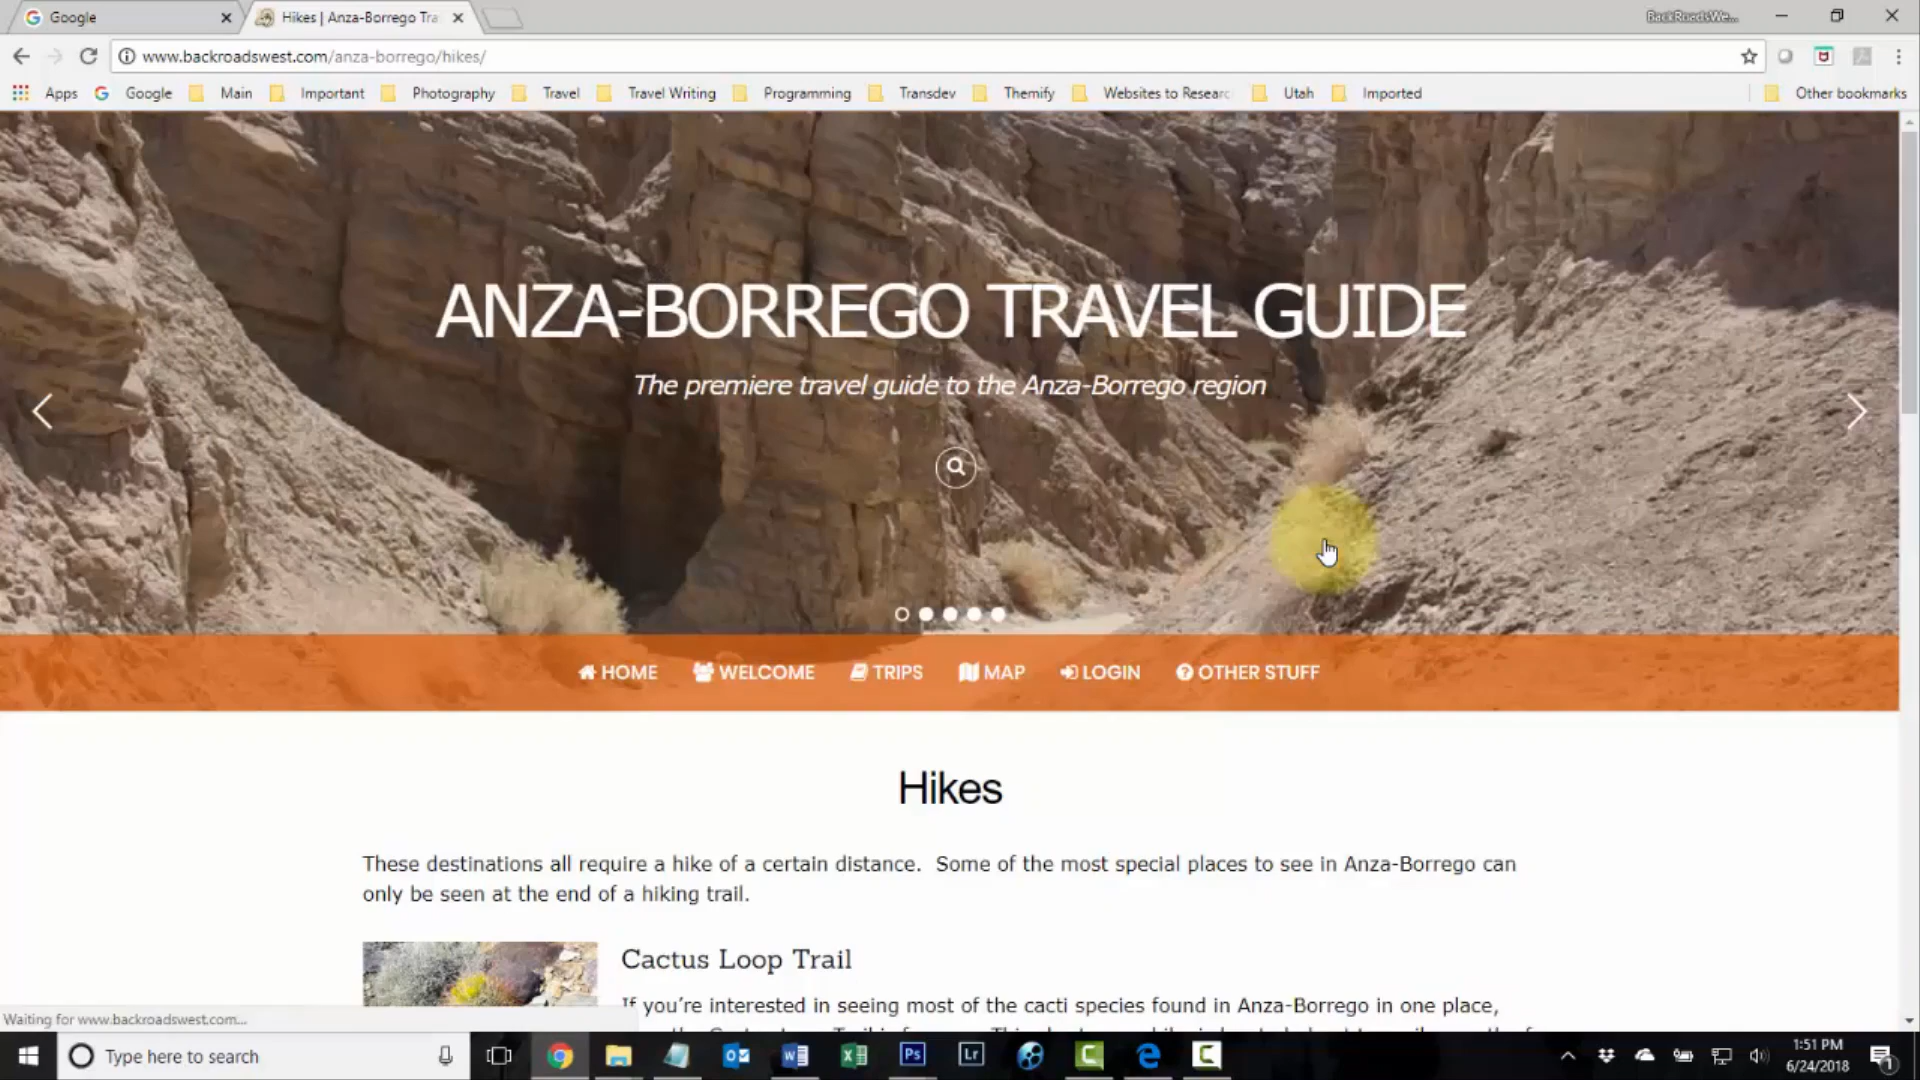 Google
Hikes | Anza-Borrego Tra
BackRoadsWe...
www.backroadswest.com/anza-borrego/hikes/
Apps Google Main Important Photography Travel Travel Writing Programming Transdev Themify Websites to Researc Utah Imported Other bookmarks
ANZA-BORREGO TRAVEL GUIDE
The premiere travel guide to the Anza-Borrego region
HOME WELCOME TRIPS MAP LOGIN OTHER STUFF
Hikes
These destinations all require a hike of a certain distance. Some of the most special places to see in Anza-Borrego can
only be seen at the end of a hiking trail.
Cactus Loop Trail
If you're interested in seeing most of the cacti species found in Anza-Borrego in one place,
Waiting for www.backroadswest.com...
Type here to search
Ps
Lr
1:51 PM
6/24/2018